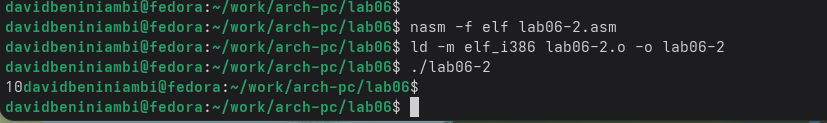 davidbeniniambi@fedora:~/work/arch-pc/lab06$
davidbeniniambi@fedora:~/work/arch-pc/lab06$ nasm -f elf lab06-2.asm
davidbeniniambi@fedora:~/work/arch-pc/lab06$ ld -m elf_i386 lab06-2.o -o lab06-2
davidbeniniambi@fedora:~/work/arch-pc/lab06$ ./lab06-2
10davidbeniniambi@fedora:~/work/arch-pc/lab06$
davidbeniniambi@fedora:~/work/arch-pc/lab06$